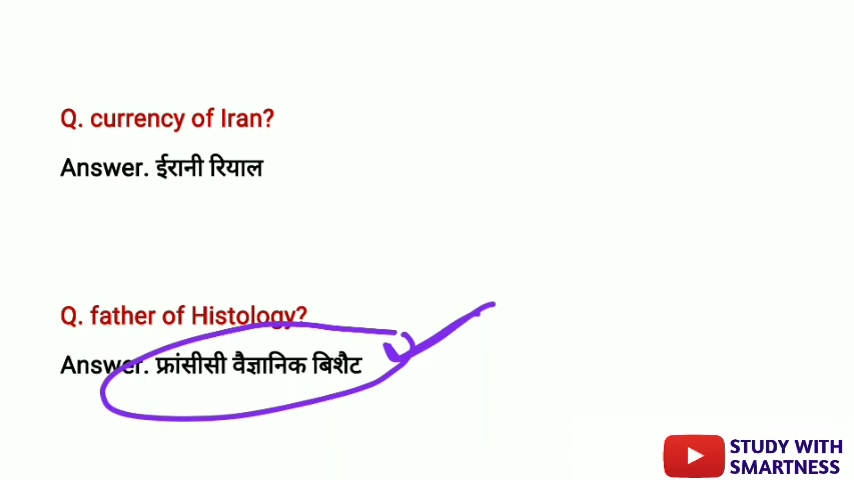 Q. currency of Iran?
Answer. ईरानी रियाल
Q. father of Histology?
Answer. फ्रांसीसी वैज्ञानिक बिशैट
STUDY WITH
SMARTNESS